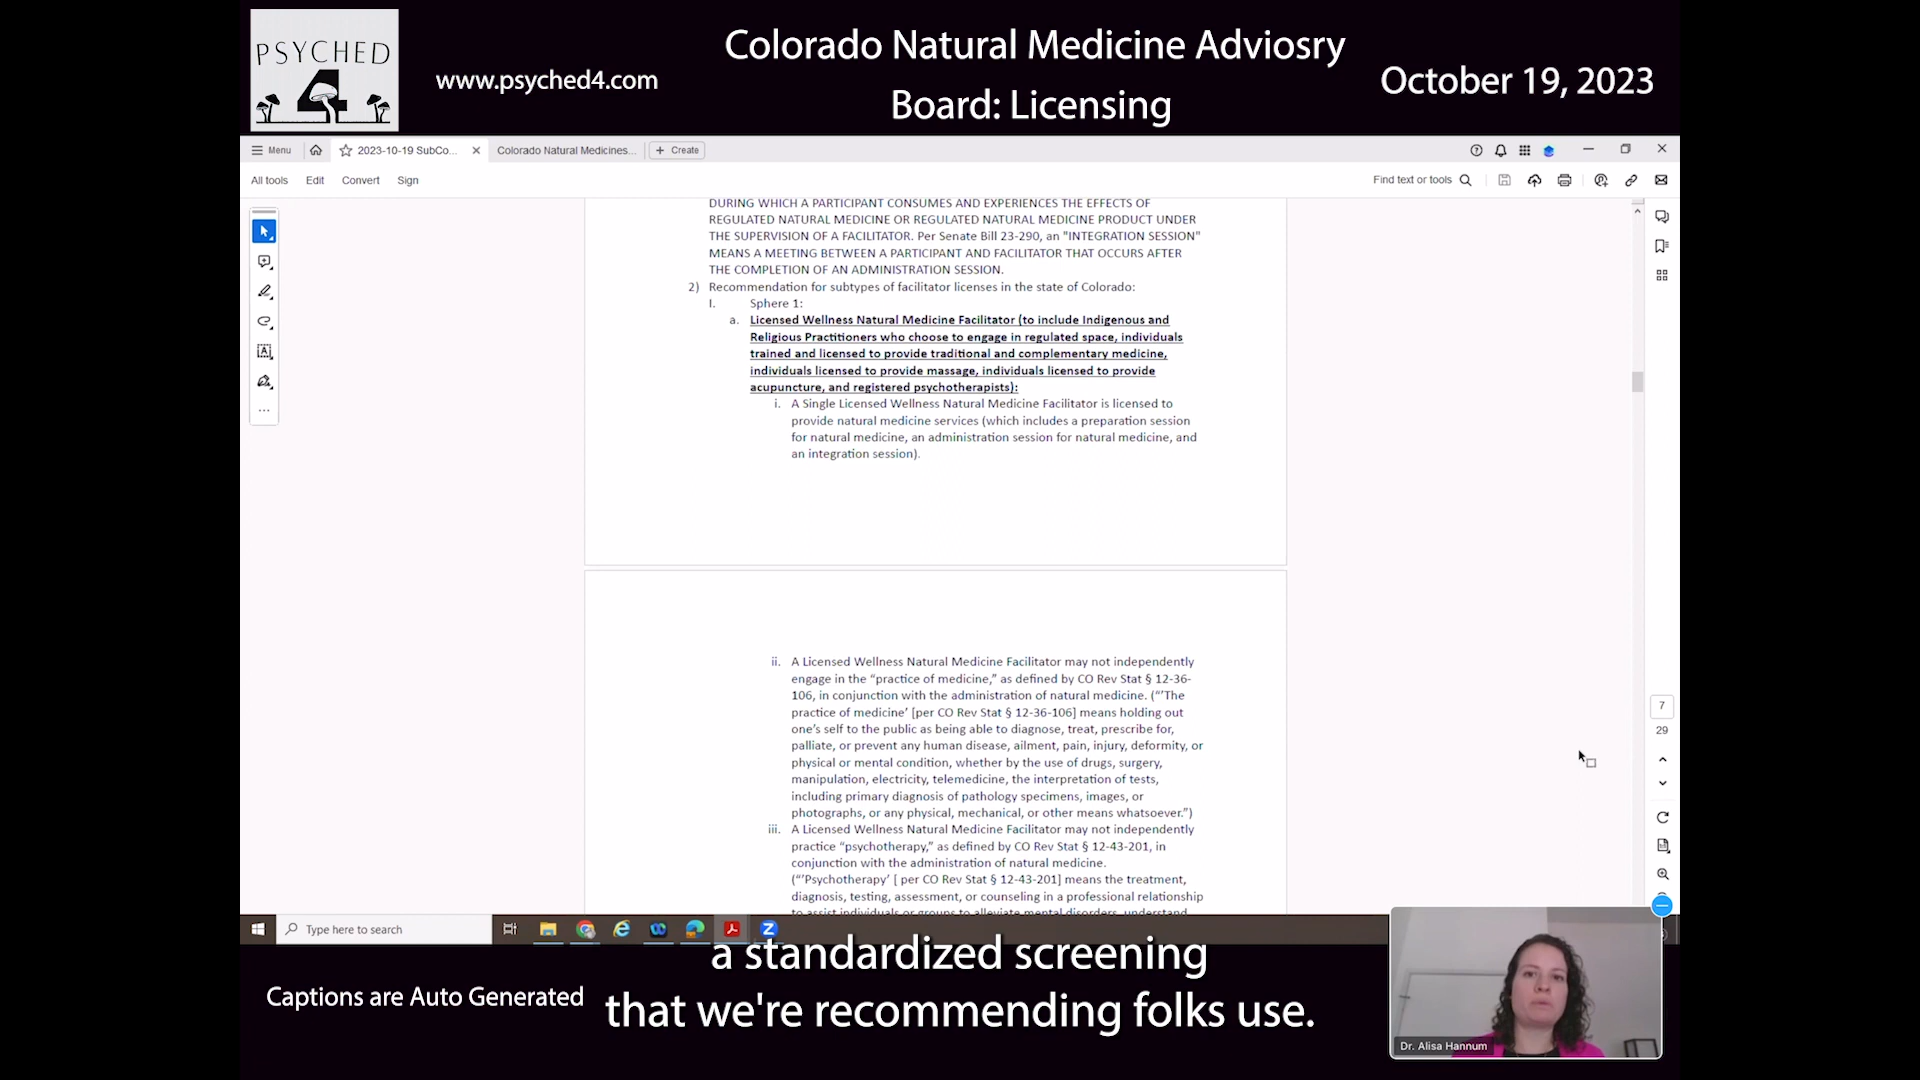 PSYCHED
4
www.psyched4.com
Colorado Natural Medicine Adviosry
Board: Licensing
October 19, 2023
Menu
2023-10-19 SubCo...
Colorado Natural Medicines...
+ Create
All tools
Edit
Convert
Sign
Find text or tools
DURING WHICH A PARTICIPANT CONSUMES AND EXPERIENCES THE EFFECTS OF
REGULATED NATURAL MEDICINE OR REGULATED NATURAL MEDICINE PRODUCT UNDER
THE SUPERVISION OF A FACILITATOR. Per Senate Bill 23-290, an "INTEGRATION SESSION"
MEANS A MEETING BETWEEN A PARTICIPANT AND FACILITATOR THAT OCCURS AFTER
THE COMPLETION OF AN ADMINISTRATION SESSION.
2) Recommendation for subtypes of facilitator licenses in the state of Colorado:
I. Sphere 1:
a. Licensed Wellness Natural Medicine Facilitator (to include Indigenous and
Religious Practitioners who choose to engage in regulated space, individuals
trained and licensed to provide traditional and complementary medicine,
individuals licensed to provide massage, individuals licensed to provide
acupuncture, and registered psychotherapists):
i. A Single Licensed Wellness Natural Medicine Facilitator is licensed to
provide natural medicine services (which includes a preparation session
for natural medicine, an administration session for natural medicine, and
an integration session).
ii. A Licensed Wellness Natural Medicine Facilitator may not independently
engage in the “practice of medicine,” as defined by CO Rev Stat § 12-36-
106, in conjunction with the administration of natural medicine. (“‘The
practice of medicine’ [per CO Rev Stat § 12-36-106] means holding out
one’s self to the public as being able to diagnose, treat, prescribe for,
palliate, or prevent any human disease, ailment, pain, injury, deformity, or
physical or mental condition, whether by the use of drugs, surgery,
manipulation, electricity, telemedicine, the interpretation of tests,
including primary diagnosis of pathology specimens, images, or
photographs, or any physical, mechanical, or other means whatsoever.”)
iii. A Licensed Wellness Natural Medicine Facilitator may not independently
practice “psychotherapy,” as defined by CO Rev Stat § 12-43-201, in
conjunction with the administration of natural medicine.
(“‘Psychotherapy’ [ per CO Rev Stat § 12-43-201] means the treatment,
diagnosis, testing, assessment, or counseling in a professional relationship
to assist individuals or groups to alleviate mental disorders, understand
7
29
Type here to search
a standardized screening
that we're recommending folks use.
Captions are Auto Generated
Dr. Alisa Hannum